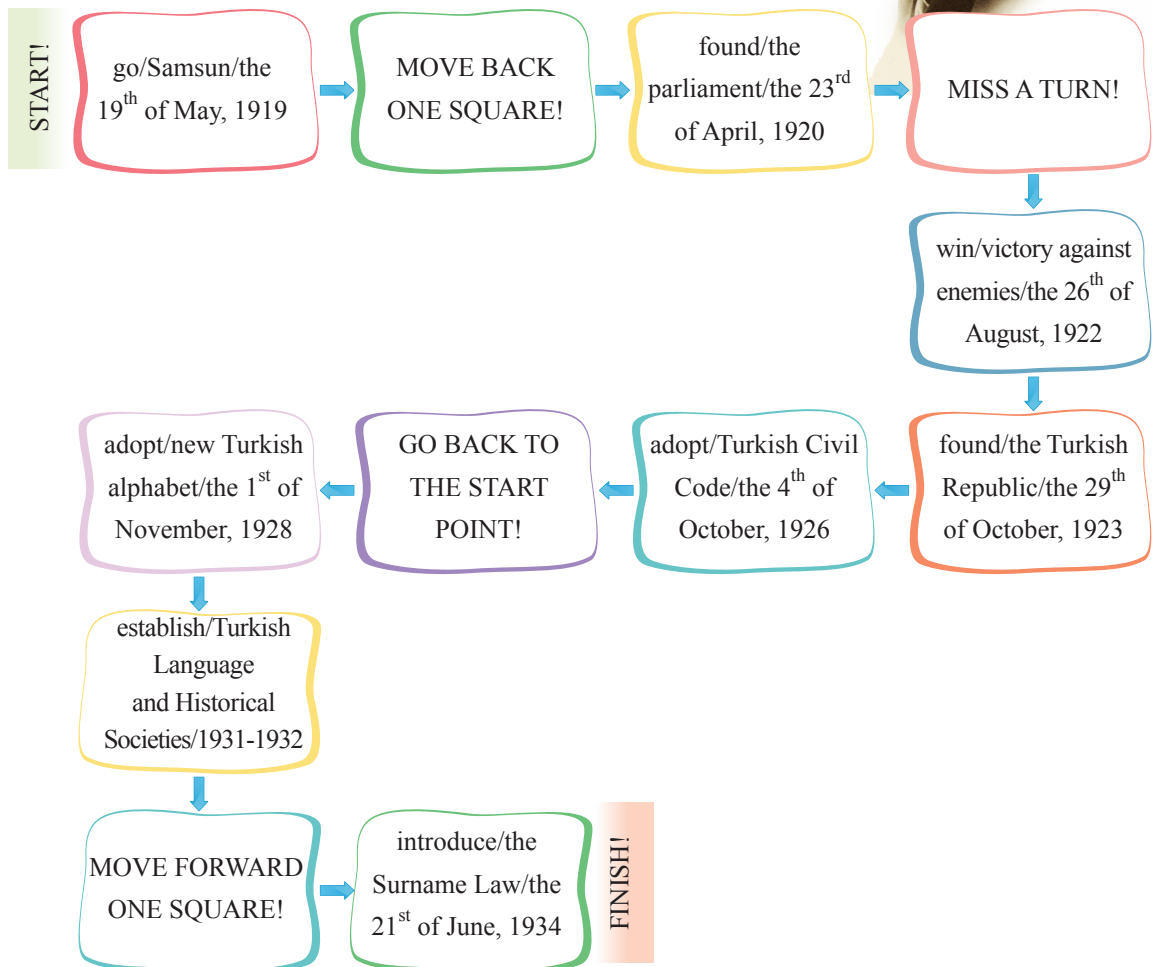 START!
go/Samsun/the
19th of May, 1919
MOVE BACK
ONE SQUARE!
found/the
parliament/the 23rd
of April, 1920
MISS A TURN!
win/victory against
enemies/the 26th of
August, 1922
found/the Turkish
Republic/the 29th
of October, 1923
adopt/Turkish Civil
Code/the 4th of
October, 1926
GO BACK TO
THE START
POINT!
adopt/new Turkish
alphabet/the 1st of
November, 1928
establish/Turkish
Language
and Historical
Societies/1931-1932
MOVE FORWARD
ONE SQUARE!
introduce/the
Surname Law/the
21st of June, 1934
FINISH!